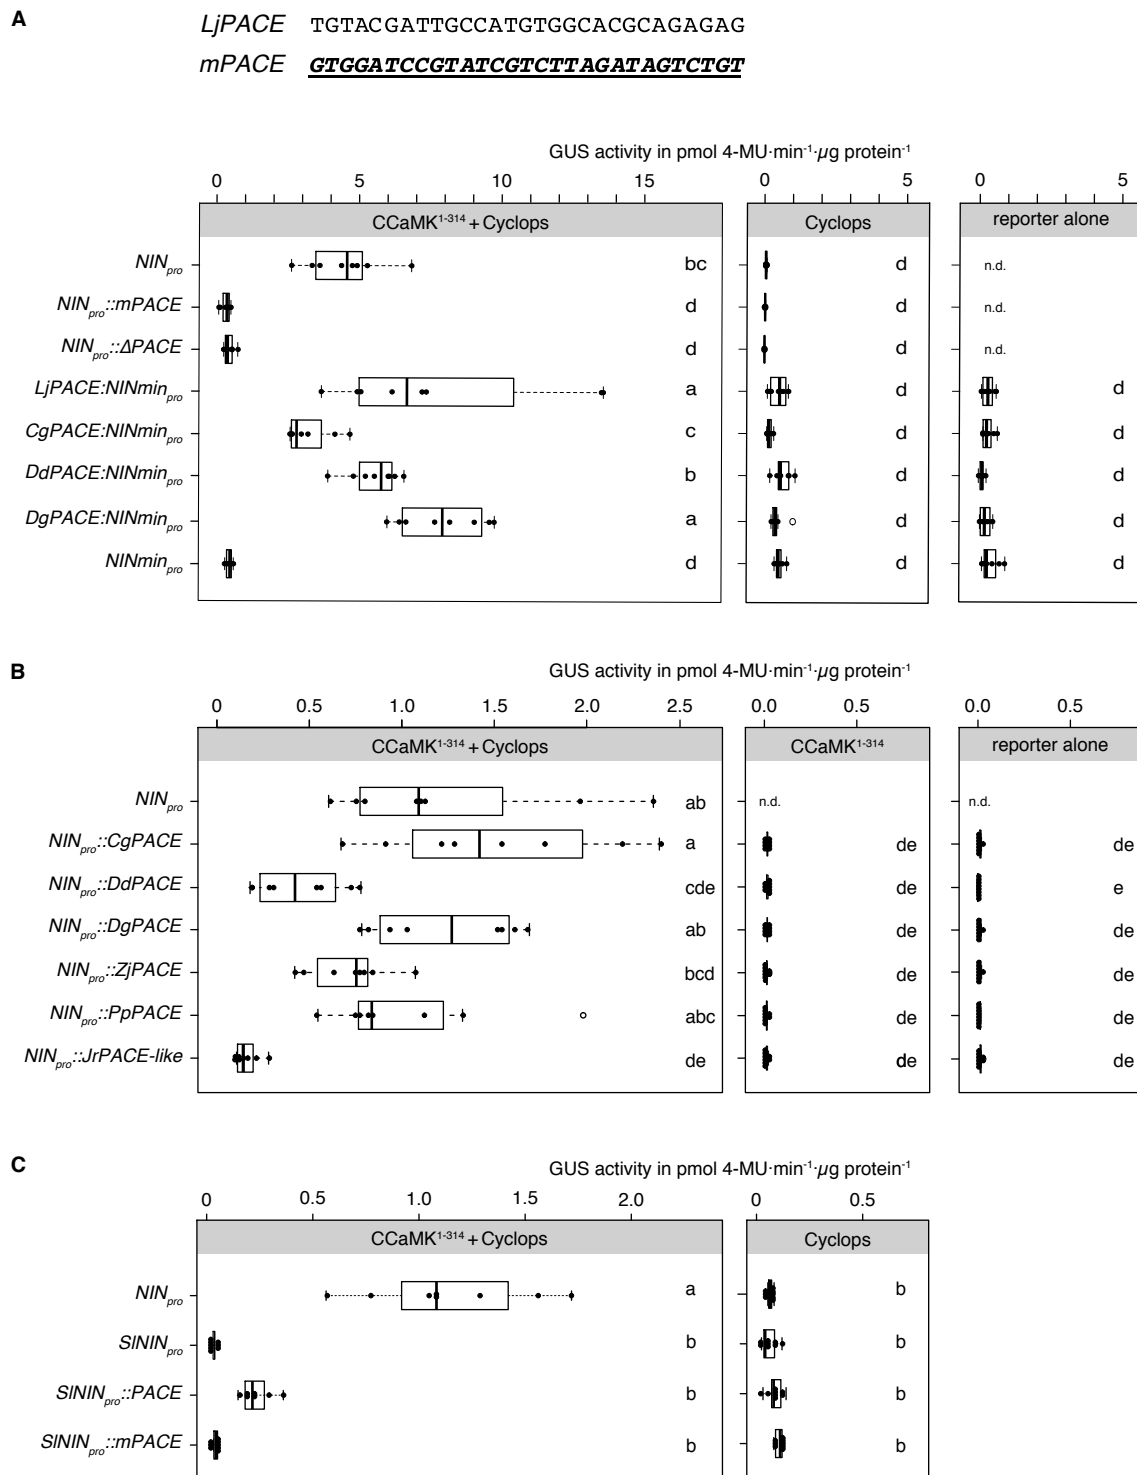 A
LjPACE TGTACGATTGCCATGTGGCACGCAGAGAG
mPACE GTGGATCCGTATCGTCTTAGATAGTCTGT
GUS activity in pmol 4-MU·min⁻¹·µg protein⁻¹
0 5 10 15 0 5 0 5
CCaMK¹⁻³¹⁴ + Cyclops Cyclops reporter alone
NINpro bc d n.d.
NINpro::mPACE d d n.d.
NINpro::ΔPACE d d n.d.
LjPACE:NINminpro a d d
CgPACE:NINminpro c d d
DdPACE:NINminpro b d d
DgPACE:NINminpro a d d
NINminpro d d d
B
GUS activity in pmol 4-MU·min⁻¹·µg protein⁻¹
0 0.5 1.0 1.5 2.0 2.5 0.0 0.5 0.0 0.5
CCaMK¹⁻³¹⁴ + Cyclops CCaMK¹⁻³¹⁴ reporter alone
NINpro ab n.d. n.d.
NINpro::CgPACE a de de
NINpro::DdPACE cde de e
NINpro::DgPACE ab de de
NINpro::ZjPACE bcd de de
NINpro::PpPACE abc de de
NINpro::JrPACE-like de de de
C
GUS activity in pmol 4-MU·min⁻¹·µg protein⁻¹
0 0.5 1.0 1.5 2.0 0 0.5
CCaMK¹⁻³¹⁴ + Cyclops Cyclops
NINpro a b
SlNINpro b b
SlNINpro::PACE b b
SlNINpro::mPACE b b